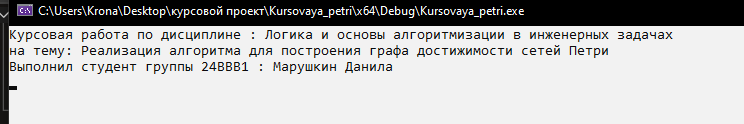 C:\Users\Krona\Desktop\курсовой проект\Kursovaya_petri\x64\Debug\Kursovaya_petri.exe
Курсовая работа по дисциплине : Логика и основы алгоритмизации в инженерных задачах
на тему: Реализация алгоритма для построения графа достижимости сетей Петри
Выполнил студент группы 24ВВВ1 : Марушкин Данила